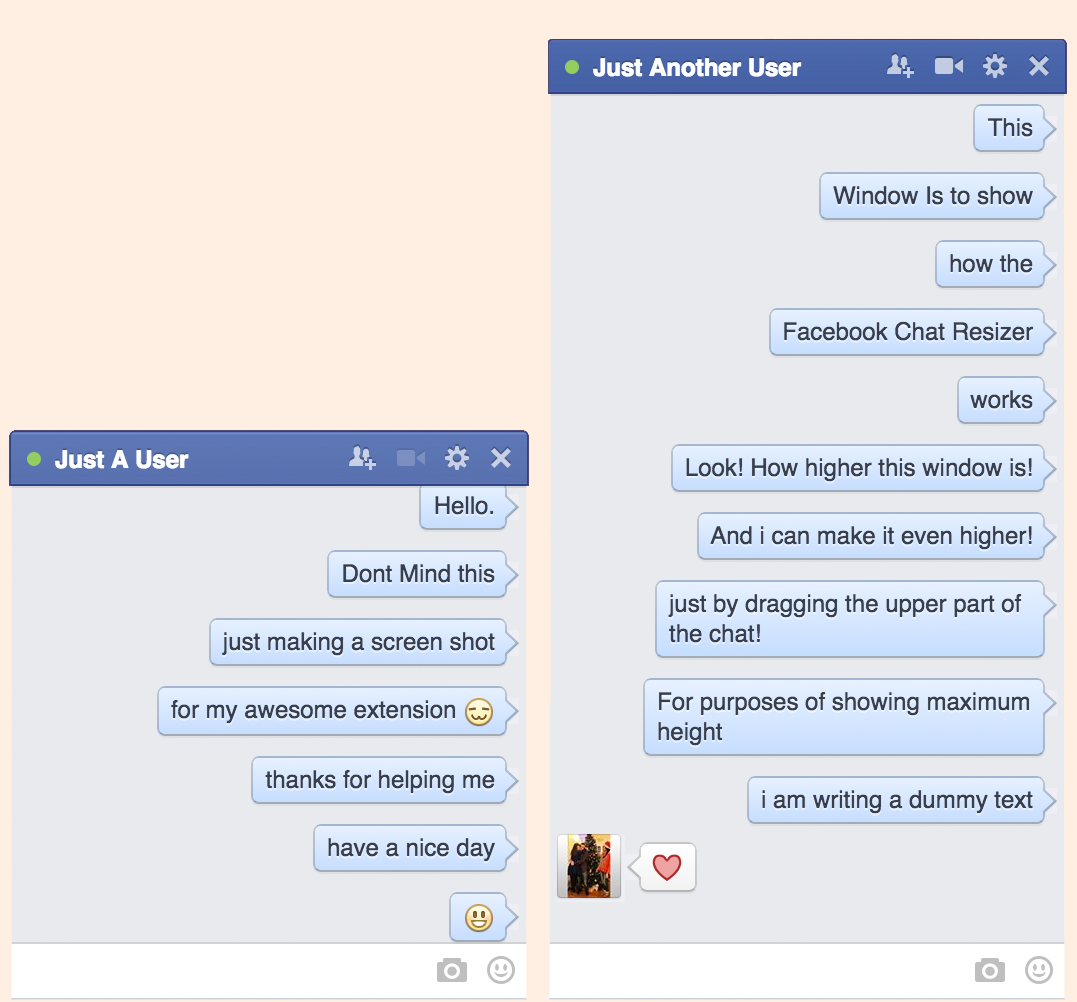 Just A User
Hello.
Dont Mind this
just making a screen shot
for my awesome extension
thanks for helping me
have a nice day
Just Another User
This
Window Is to show
how the
Facebook Chat Resizer
works
Look! How higher this window is!
And i can make it even higher!
just by dragging the upper part of
the chat!
For purposes of showing maximum
height
i am writing a dummy text